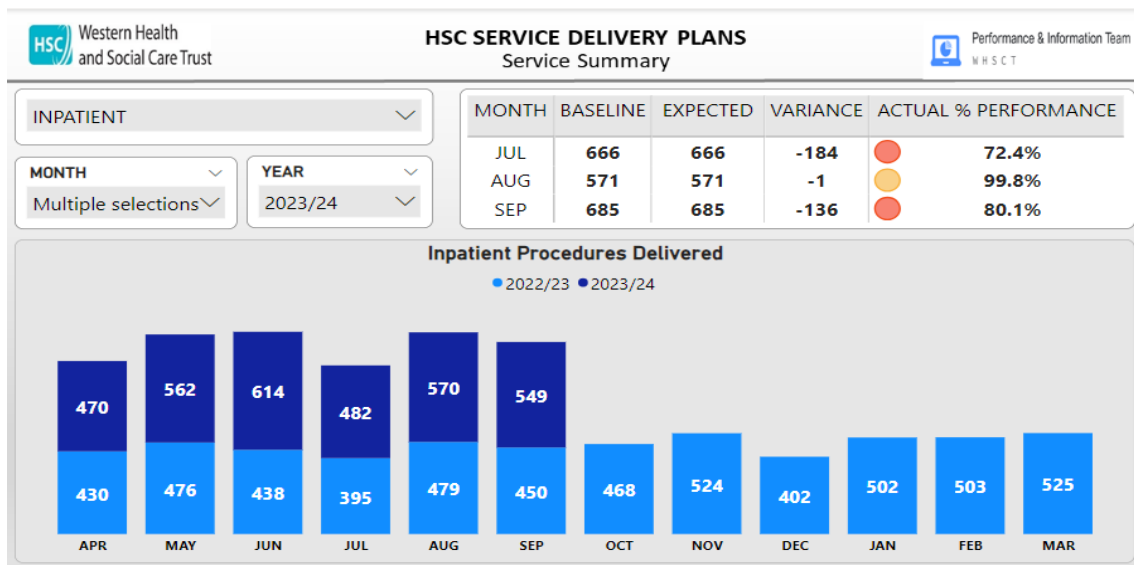 HSC
Western Health
and Social Care Trust
HSC SERVICE DELIVERY PLANS
Service Summary
Performance & Information Team
WHSCT
INPATIENT
MONTH
Multiple selections
YEAR
2023/24
MONTH BASELINE EXPECTED VARIANCE ACTUAL % PERFORMANCE
JUL 666 666 -184 72.4%
AUG 571 571 -1 99.8%
SEP 685 685 -136 80.1%
Inpatient Procedures Delivered
2022/23 2023/24
470 562 614 482 570 549
430 476 438 395 479 450 468 524 402 502 503 525
APR MAY JUN JUL AUG SEP OCT NOV DEC JAN FEB MAR